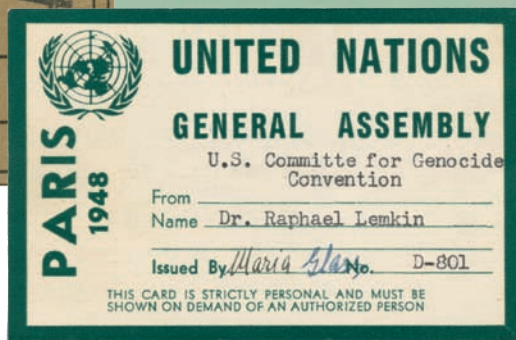 PARIS
1948
UNITED NATIONS
GENERAL ASSEMBLY
U.S. Committe for Genocide
Convention
From
Name Dr. Raphael Lemkin
Issued By Maria No. D-801
THIS CARD IS STRICTLY PERSONAL AND MUST BE
SHOWN ON DEMAND OF AN AUTHORIZED PERSON